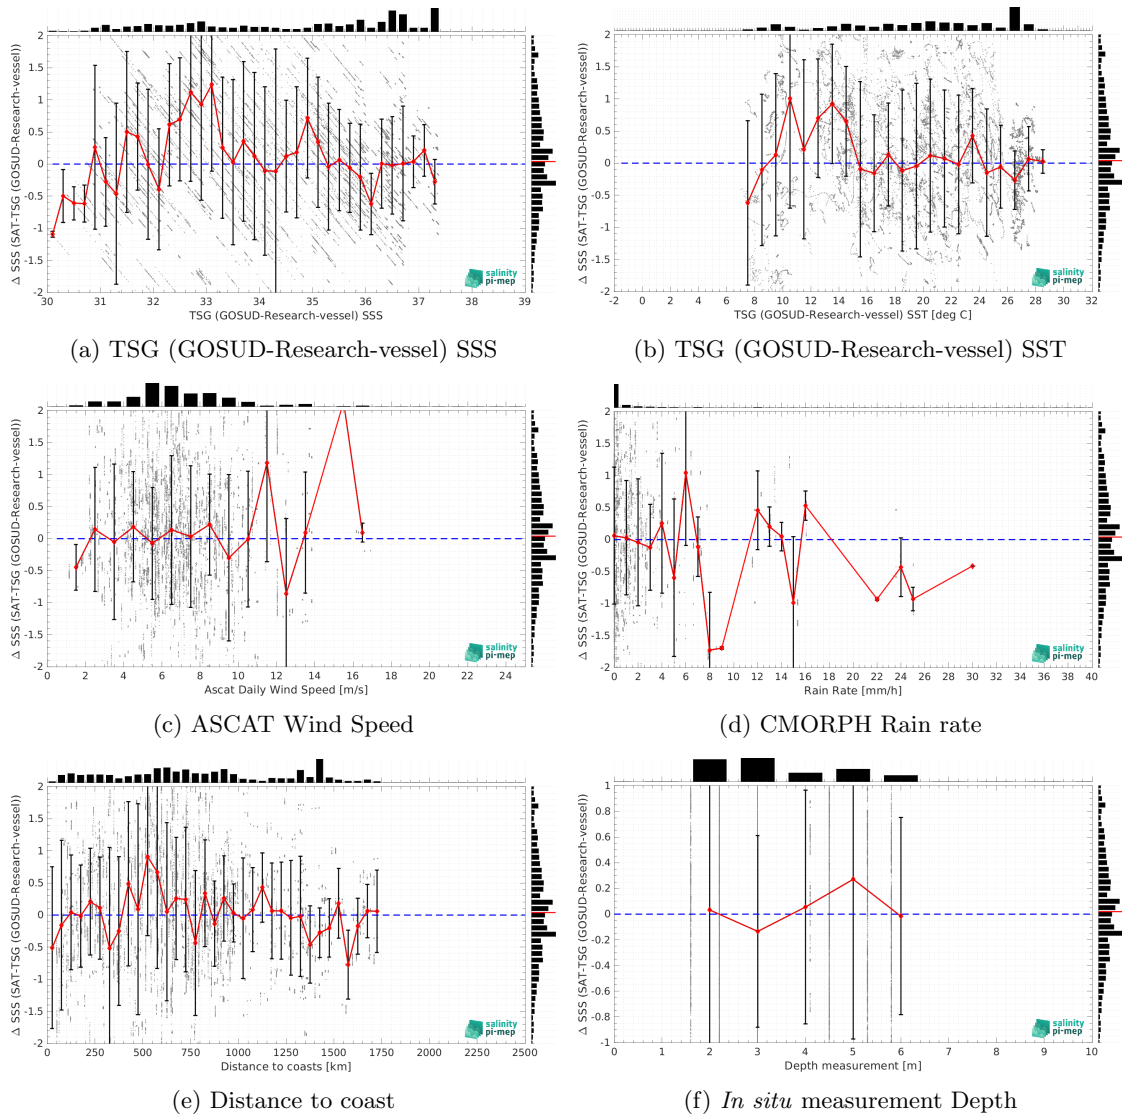 Δ SSS (SAT-TSG (GOSUD-Research-vessel))
2
1.5
1
0.5
0
-0.5
-1
-1.5
-2
30 31 32 33 34 35 36 37 38 39
TSG (GOSUD-Research-vessel) SSS
salinity
pi-mep
(a) TSG (GOSUD-Research-vessel) SSS
Δ SSS (SAT-TSG (GOSUD-Research-vessel))
2
1.5
1
0.5
0
-0.5
-1
-1.5
-2
-2 0 2 4 6 8 10 12 14 16 18 20 22 24 26 28 30 32
TSG (GOSUD-Research-vessel) SST [deg C]
salinity
pi-mep
(b) TSG (GOSUD-Research-vessel) SST
Δ SSS (SAT-TSG (GOSUD-Research-vessel))
2
1.5
1
0.5
0
-0.5
-1
-1.5
-2
0 2 4 6 8 10 12 14 16 18 20 22 24
Ascat Daily Wind Speed [m/s]
salinity
pi-mep
(c) ASCAT Wind Speed
Δ SSS (SAT-TSG (GOSUD-Research-vessel))
2
1.5
1
0.5
0
-0.5
-1
-1.5
-2
0 2 4 6 8 10 12 14 16 18 20 22 24 26 28 30 32 34 36 38 40
Rain Rate [mm/h]
salinity
pi-mep
(d) CMORPH Rain rate
Δ SSS (SAT-TSG (GOSUD-Research-vessel))
2
1.5
1
0.5
0
-0.5
-1
-1.5
-2
0 250 500 750 1000 1250 1500 1750 2000 2250 2500
Distance to coasts [km]
salinity
pi-mep
(e) Distance to coast
Δ SSS (SAT-TSG (GOSUD-Research-vessel))
1
0.8
0.6
0.4
0.2
0
-0.2
-0.4
-0.6
-0.8
-1
0 1 2 3 4 5 6 7 8 9 10
Depth measurement [m]
salinity
pi-mep
(f) In situ measurement Depth